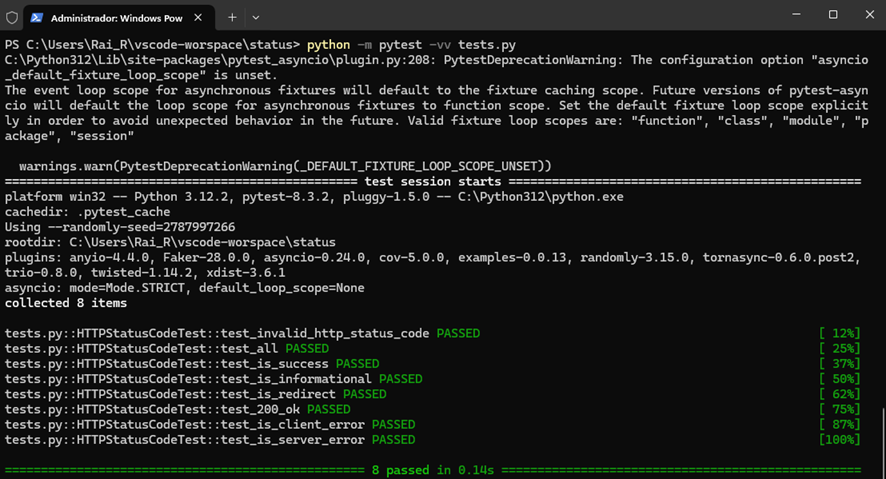 Administrador: Windows Pow
PS C:\Users\Rai_R\vscode-worspace\status> python -m pytest -vv tests.py
C:\Python312\Lib\site-packages\pytest_asyncio\plugin.py:208: PytestDeprecationWarning: The configuration option "asyncio
_default_fixture_loop_scope" is unset.
The event loop scope for asynchronous fixtures will default to the fixture caching scope. Future versions of pytest-asyn
cio will default the loop scope for asynchronous fixtures to function scope. Set the default fixture loop scope explicit
ly in order to avoid unexpected behavior in the future. Valid fixture loop scopes are: "function", "class", "module", "p
ackage", "session"
warnings.warn(PytestDeprecationWarning(_DEFAULT_FIXTURE_LOOP_SCOPE_UNSET))
================================================= test session starts =================================================
platform win32 -- Python 3.12.2, pytest-8.3.2, pluggy-1.5.0 -- C:\Python312\python.exe
cachedir: .pytest_cache
Using --randomly-seed=2787997266
rootdir: C:\Users\Rai_R\vscode-worspace\status
plugins: anyio-4.4.0, Faker-28.0.0, asyncio-0.24.0, cov-5.0.0, examples-0.0.13, randomly-3.15.0, tornasync-0.6.0.post2,
trio-0.8.0, twisted-1.14.2, xdist-3.6.1
asyncio: mode=Mode.STRICT, default_loop_scope=None
collected 8 items
tests.py::HTTPStatusCodeTest::test_invalid_http_status_code PASSED [ 12%]
tests.py::HTTPStatusCodeTest::test_all PASSED [ 25%]
tests.py::HTTPStatusCodeTest::test_is_success PASSED [ 37%]
tests.py::HTTPStatusCodeTest::test_is_informational PASSED [ 50%]
tests.py::HTTPStatusCodeTest::test_is_redirect PASSED [ 62%]
tests.py::HTTPStatusCodeTest::test_200_ok PASSED [ 75%]
tests.py::HTTPStatusCodeTest::test_is_client_error PASSED [ 87%]
tests.py::HTTPStatusCodeTest::test_is_server_error PASSED [100%]
================================================== 8 passed in 0.14s ==================================================